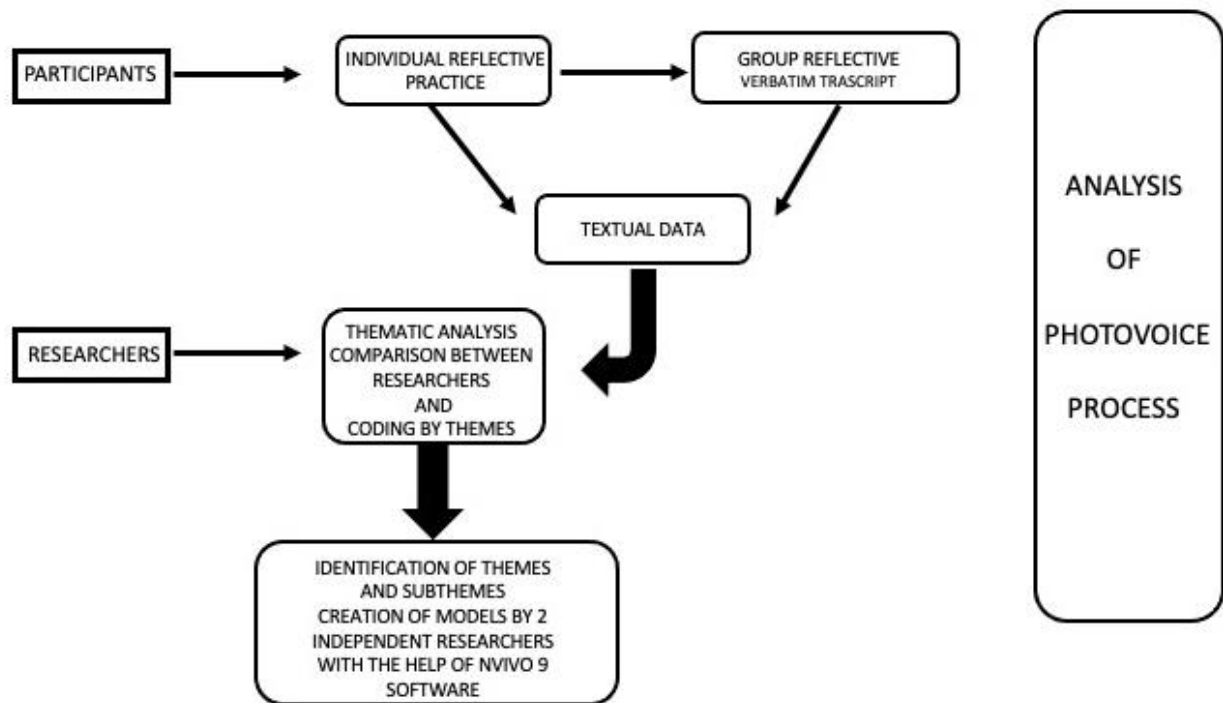 PARTICIPANTS
INDIVIDUAL REFLECTIVE
PRACTICE
GROUP REFLECTIVE
VERBATIM TRASCRIPT
TEXTUAL DATA
RESEARCHERS
THEMATIC ANALYSIS
COMPARISON BETWEEN
RESEARCHERS
AND
CODING BY THEMES
IDENTIFICATION OF THEMES
AND SUBTHEMES
CREATION OF MODELS BY 2
INDEPENDENT RESEARCHERS
WITH THE HELP OF NVIVO 9
SOFTWARE
ANALYSIS
OF
PHOTOVOICE
PROCESS